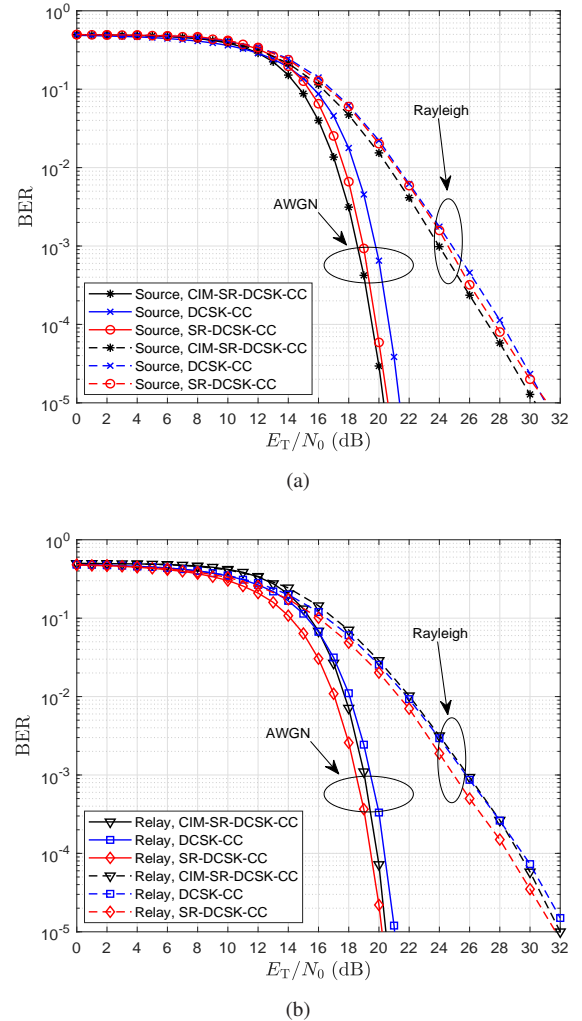 10^0
10^-1
10^-2
10^-3
10^-4
10^-5
BER
Rayleigh
AWGN
Source, CIM-SR-DCSK-CC
Source, DCSK-CC
Source, SR-DCSK-CC
Source, CIM-SR-DCSK-CC
Source, DCSK-CC
Source, SR-DCSK-CC
0 2 4 6 8 10 12 14 16 18 20 22 24 26 28 30 32
E_T/N_0 (dB)
(a)
10^0
10^-1
10^-2
10^-3
10^-4
10^-5
BER
Rayleigh
AWGN
Relay, CIM-SR-DCSK-CC
Relay, DCSK-CC
Relay, SR-DCSK-CC
Relay, CIM-SR-DCSK-CC
Relay, DCSK-CC
Relay, SR-DCSK-CC
0 2 4 6 8 10 12 14 16 18 20 22 24 26 28 30 32
E_T/N_0 (dB)
(b)